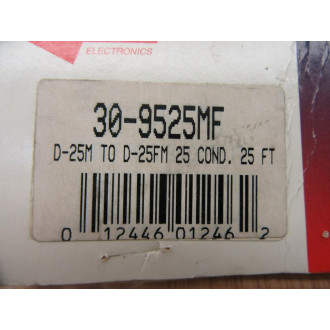 ELECTRONICS
30-9525MF
D-25M TO D-25FM 25 COND. 25 FT
0 12446 01246 2